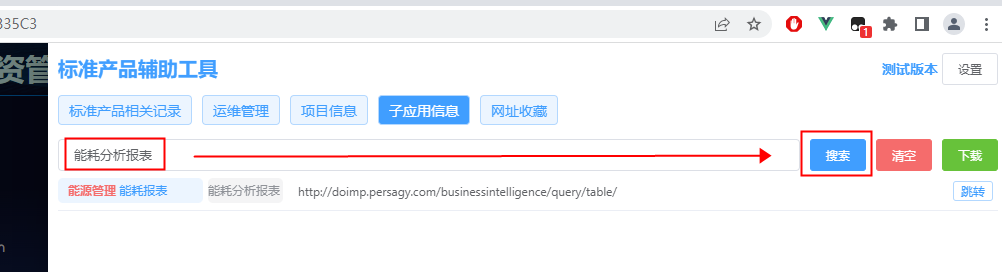 335C3
1
资管
标准产品辅助工具
测试版本 设置
标准产品相关记录 运维管理 项目信息 子应用信息 网址收藏
能耗分析报表 搜索 清空 下载
能源管理 能耗报表 能耗分析报表 http://doimp.persagy.com/businessintelligence/query/table/ 跳转
n